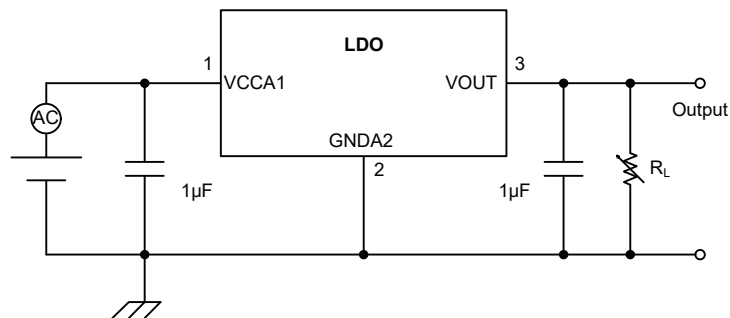 LDO
1
3
VCCA1
VOUT
AC
Output
GNDA2
2
1µF
1µF
RL